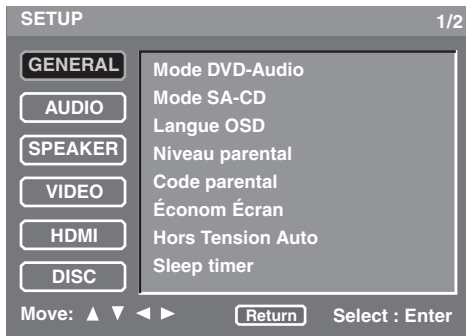 SETUP 1/2
GENERAL
AUDIO
SPEAKER
VIDEO
HDMI
DISC
Mode DVD-Audio
Mode SA-CD
Langue OSD
Niveau parental
Code parental
Économ Écran
Hors Tension Auto
Sleep timer
Move: ▲ ▼ ◄ ► Return Select : Enter